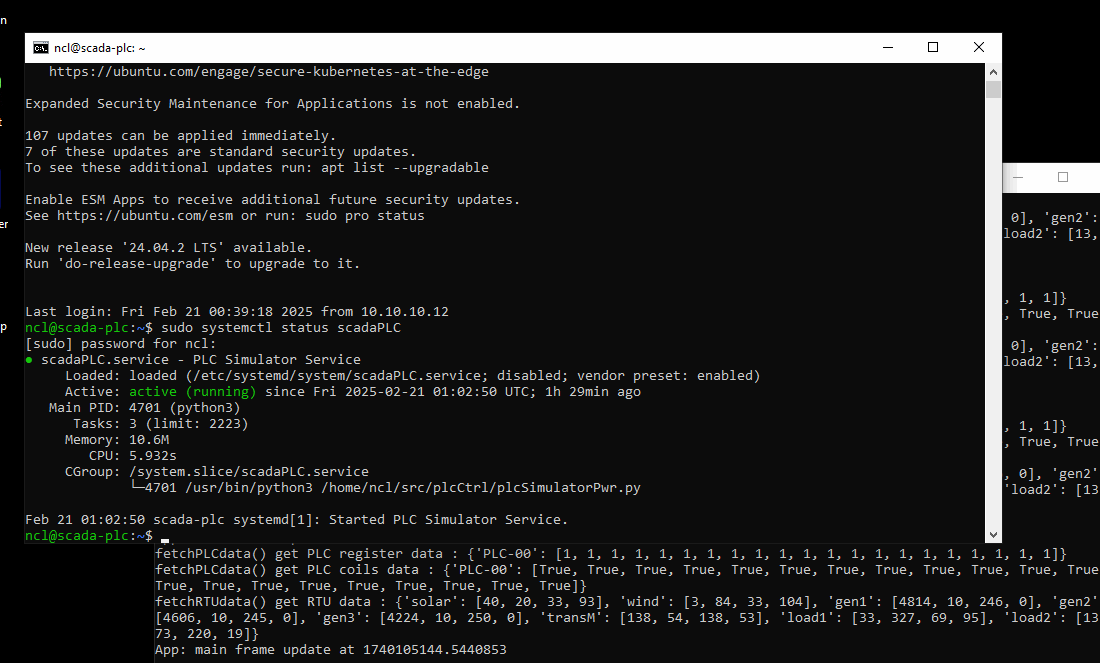 n
t
er
p
ncl@scada-plc: ~
https://ubuntu.com/engage/secure-kubernetes-at-the-edge
Expanded Security Maintenance for Applications is not enabled.
107 updates can be applied immediately.
7 of these updates are standard security updates.
To see these additional updates run: apt list --upgradable
Enable ESM Apps to receive additional future security updates.
See https://ubuntu.com/esm or run: sudo pro status
New release '24.04.2 LTS' available.
Run 'do-release-upgrade' to upgrade to it.
Last login: Fri Feb 21 00:39:18 2025 from 10.10.10.12
ncl@scada-plc:~$ sudo systemctl status scadaPLC
[sudo] password for ncl:
● scadaPLC.service - PLC Simulator Service
Loaded: loaded (/etc/systemd/system/scadaPLC.service; disabled; vendor preset: enabled)
Active: active (running) since Fri 2025-02-21 01:02:50 UTC; 1h 29min ago
Main PID: 4701 (python3)
Tasks: 3 (limit: 2223)
Memory: 10.6M
CPU: 5.932s
CGroup: /system.slice/scadaPLC.service
└─4701 /usr/bin/python3 /home/ncl/src/plcCtrl/plcSimulatorPwr.py
Feb 21 01:02:50 scada-plc systemd[1]: Started PLC Simulator Service.
ncl@scada-plc:~$
0], 'gen2':
load2': [13,
, 1, 1]}
, True, True
0], 'gen2':
load2': [13,
, 1, 1]}
, True, True
, 0], 'gen2':
'load2': [13
fetchPLCdata() get PLC register data : {'PLC-00': [1, 1, 1, 1, 1, 1, 1, 1, 1, 1, 1, 1, 1, 1, 1, 1, 1, 1, 1, 1, 1]}
fetchPLCdata() get PLC coils data : {'PLC-00': [True, True, True, True, True, True, True, True, True, True, True, True
True, True, True, True, True, True, True, True, True]}
fetchRTUdata() get RTU data : {'solar': [40, 20, 33, 93], 'wind': [3, 84, 33, 104], 'gen1': [4814, 10, 246, 0], 'gen2'
[4606, 10, 245, 0], 'gen3': [4224, 10, 250, 0], 'transM': [138, 54, 138, 53], 'load1': [33, 327, 69, 95], 'load2': [13
73, 220, 19]}
App: main frame update at 1740105144.5440853